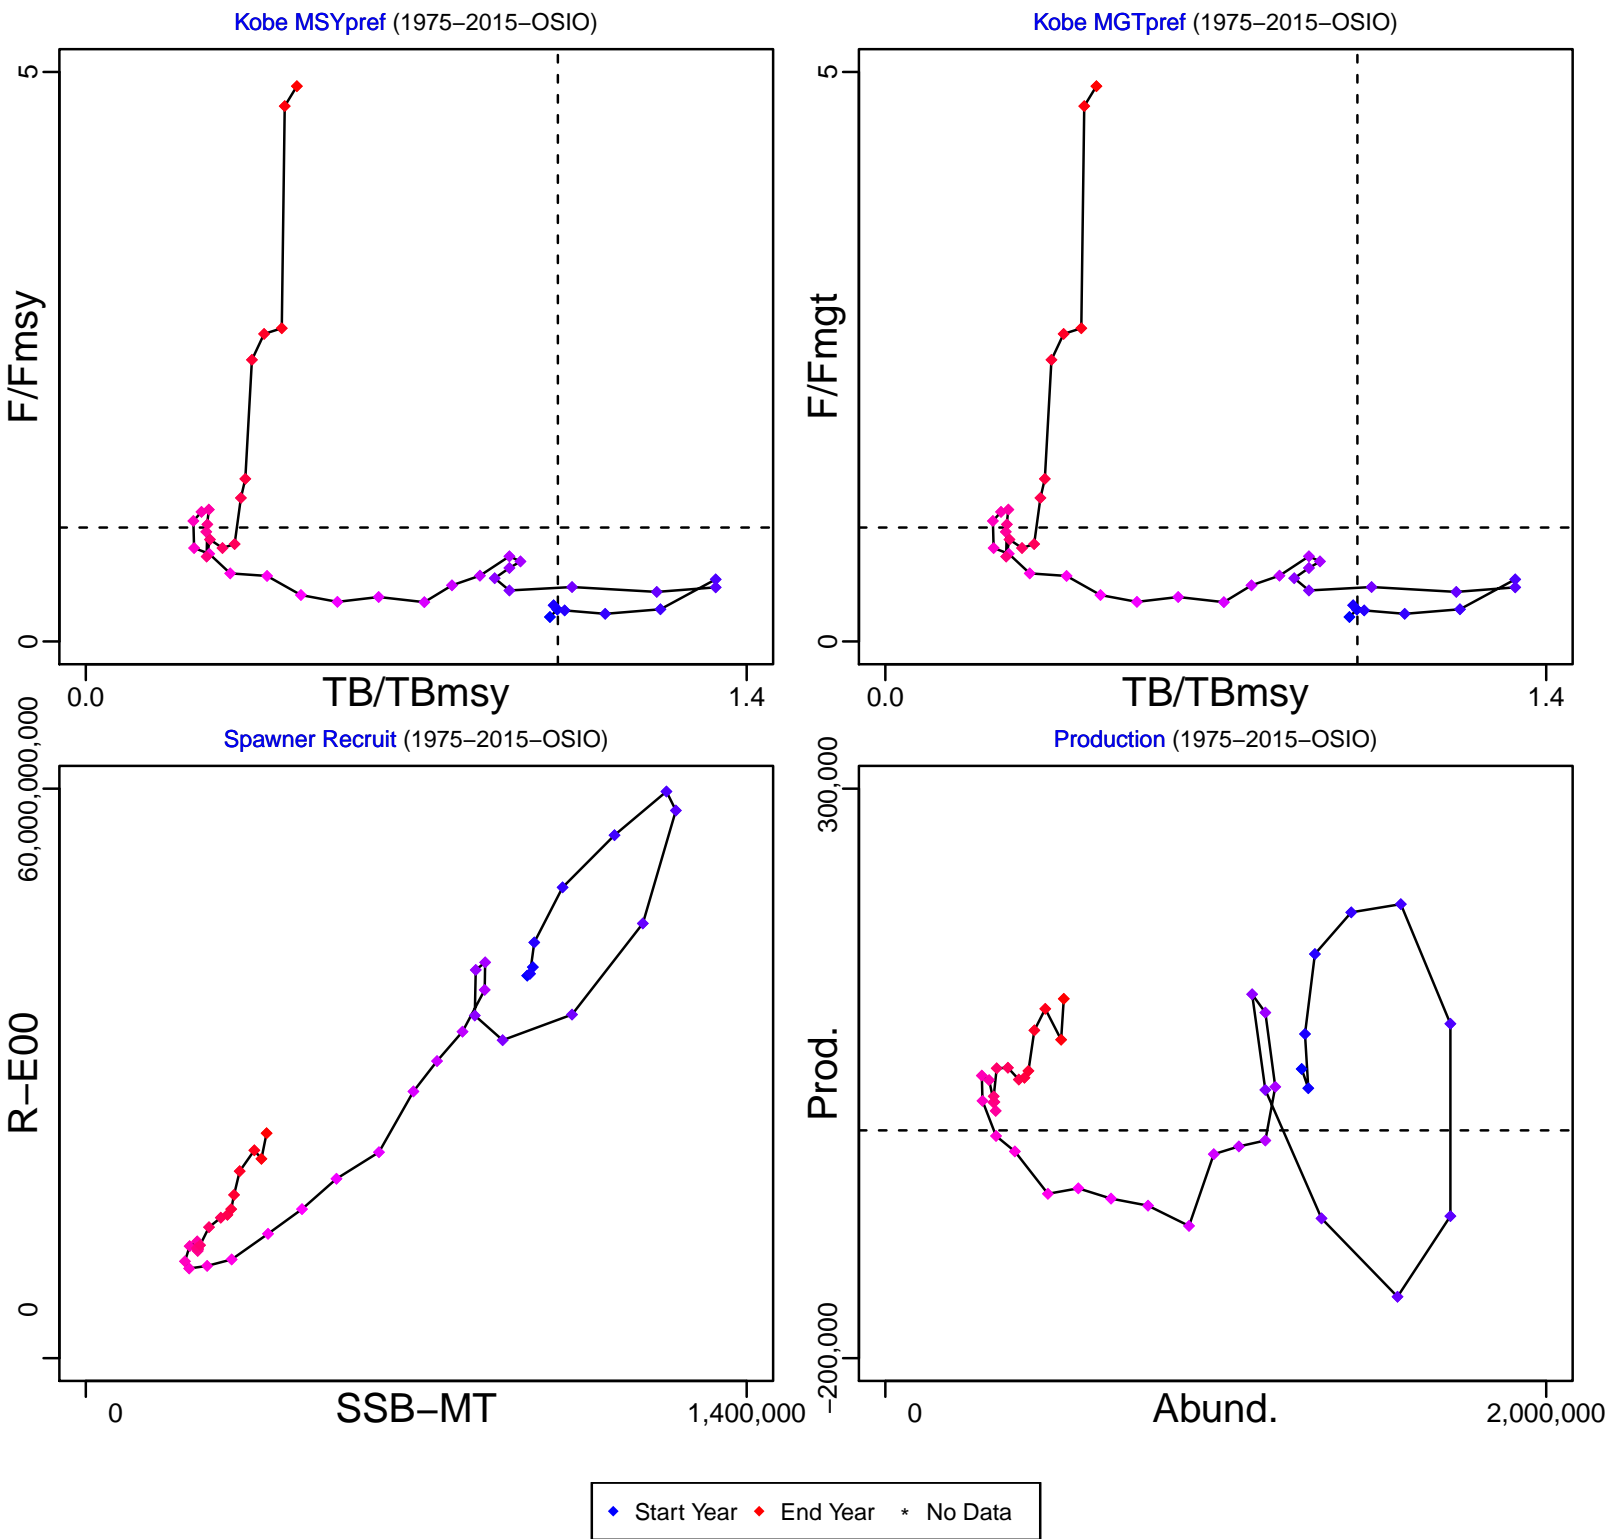 Kobe MSYpref (1975−2015−OSIO)
5
0
F/Fmsy
0.0
TB/TBmsy
1.4
Kobe MGTpref (1975−2015−OSIO)
5
0
F/Fmgt
0.0
TB/TBmsy
1.4
Spawner Recruit (1975−2015−OSIO)
60,000,000,000
0
R−E00
0
SSB−MT
1,400,000
Production (1975−2015−OSIO)
300,000
−200,000
Prod.
0
Abund.
2,000,000
Start Year End Year * No Data